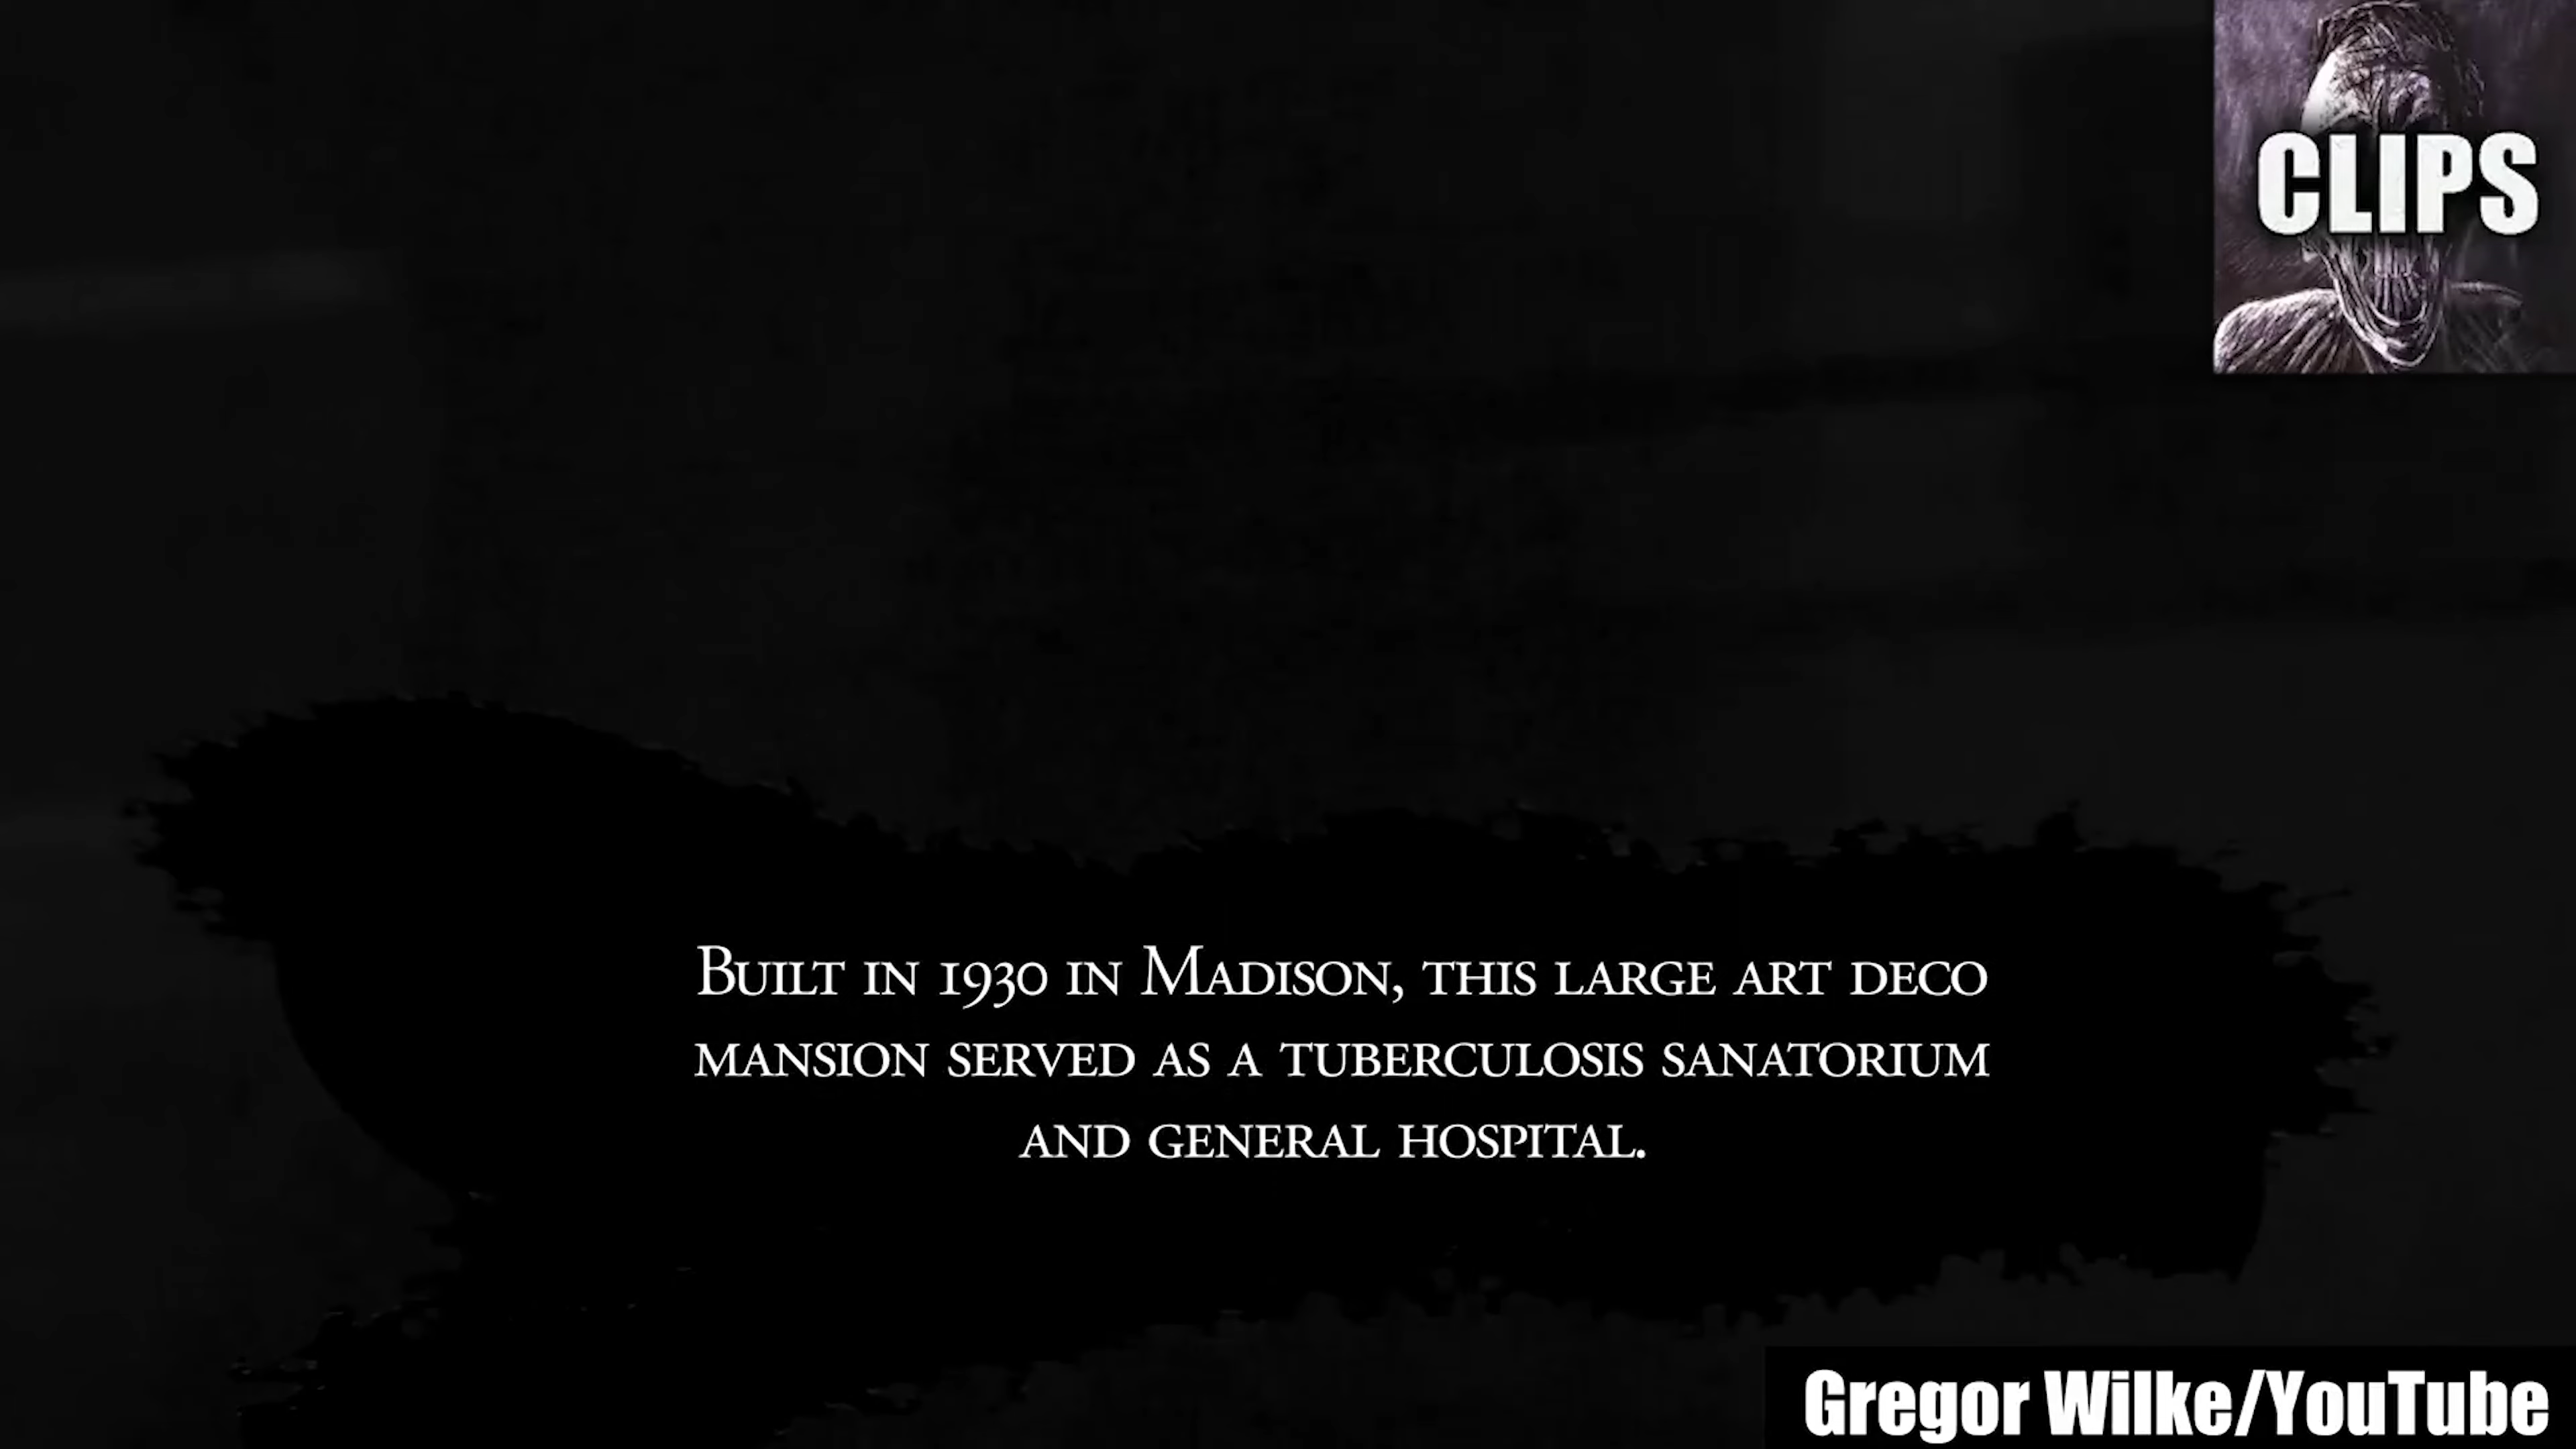 CLIPS
Built in 1930 in Madison, this large art deco
mansion served as a tuberculosis sanatorium
and general hospital.
Gregor Wilke/YouTube